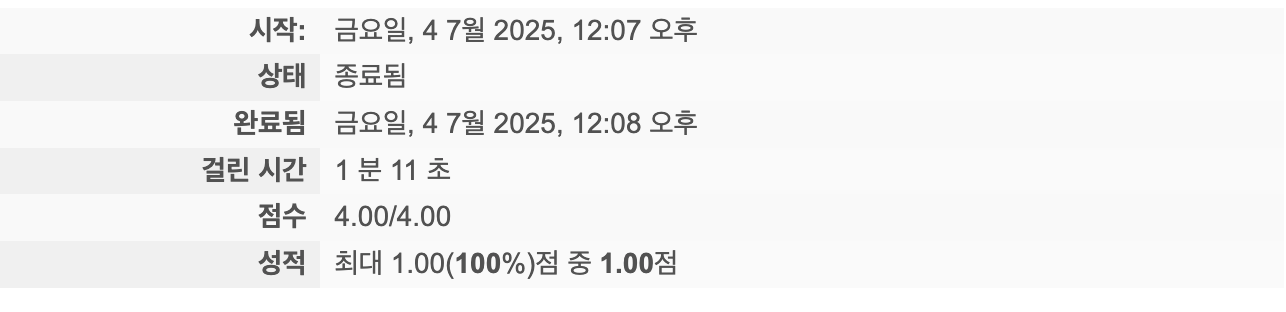 시작: 금요일, 4 7월 2025, 12:07 오후
상태 종료됨
완료됨 금요일, 4 7월 2025, 12:08 오후
걸린 시간 1 분 11 초
점수 4.00/4.00
성적 최대 1.00(100%)점 중 1.00점